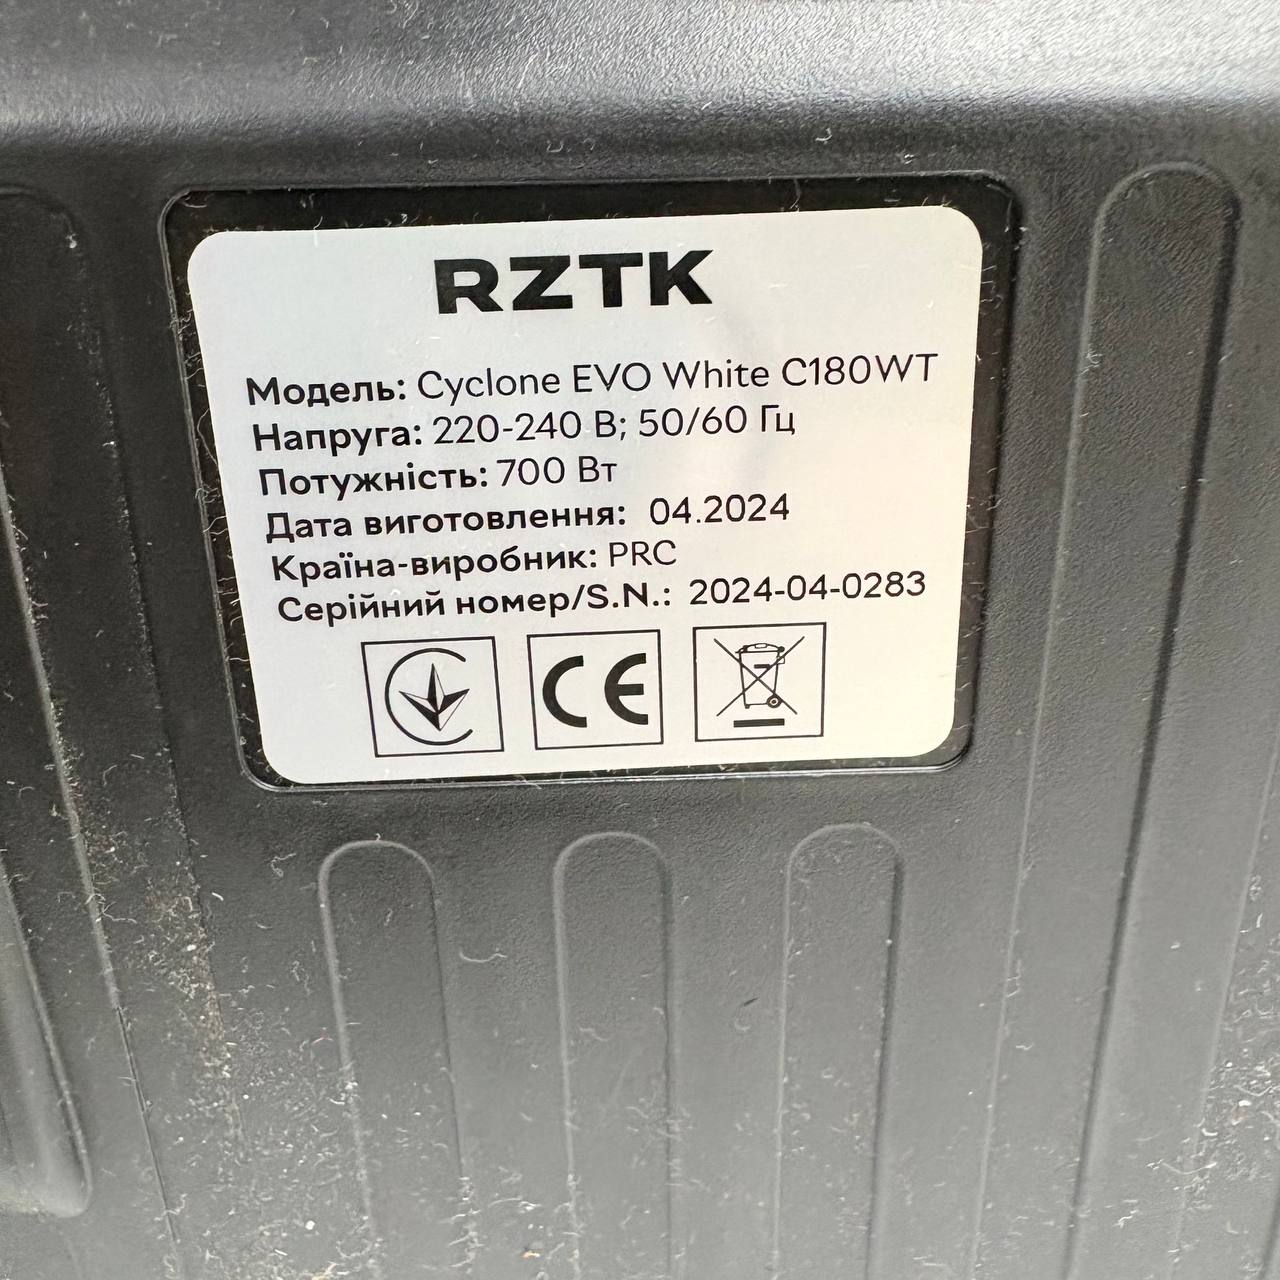 RZTK
Модель: Cyclone EVO White C180WT
Напруга: 220-240 В; 50/60 Гц
Потужність: 700 Вт
Дата виготовлення: 04.2024
Країна-виробник: PRC
Серійний номер/S.N.: 2024-04-0283
CE